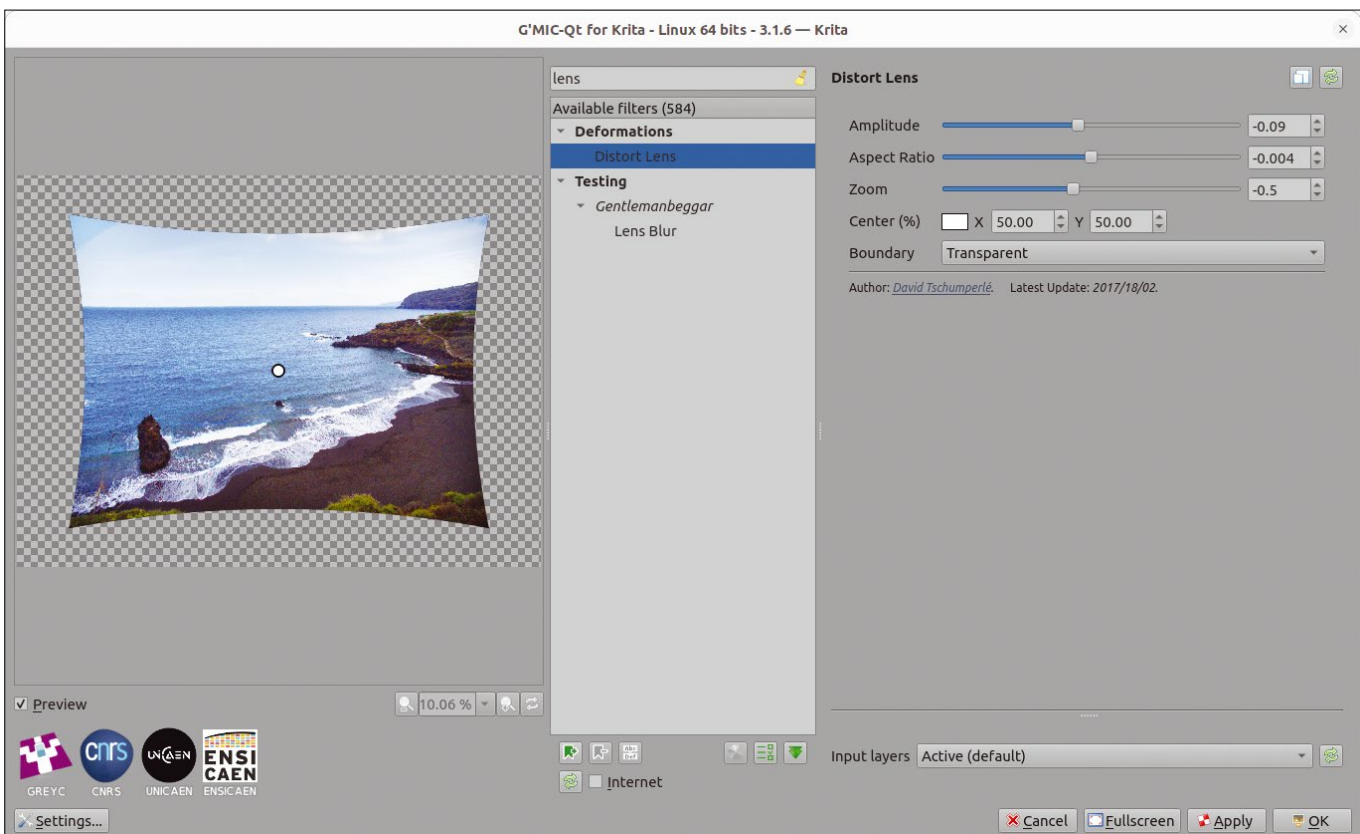 G'MIC-Qt for Krita - Linux 64 bits - 3.1.6 — Krita
lens
Available filters (584)
Deformations
Distort Lens
Testing
Gentlemanbeggar
Lens Blur
Distort Lens
Amplitude -0.09
Aspect Ratio -0.004
Zoom -0.5
Center (%) X 50.00 Y 50.00
Boundary Transparent
Author: David Tschumperlé. Latest Update: 2017/18/02.
Preview
10.06 %
cnrs
UNICAEN
ENSI
CAEN
GREYC CNRS UNICAEN ENSICAEN
Internet
Input layers Active (default)
Settings...
Cancel Fullscreen Apply OK